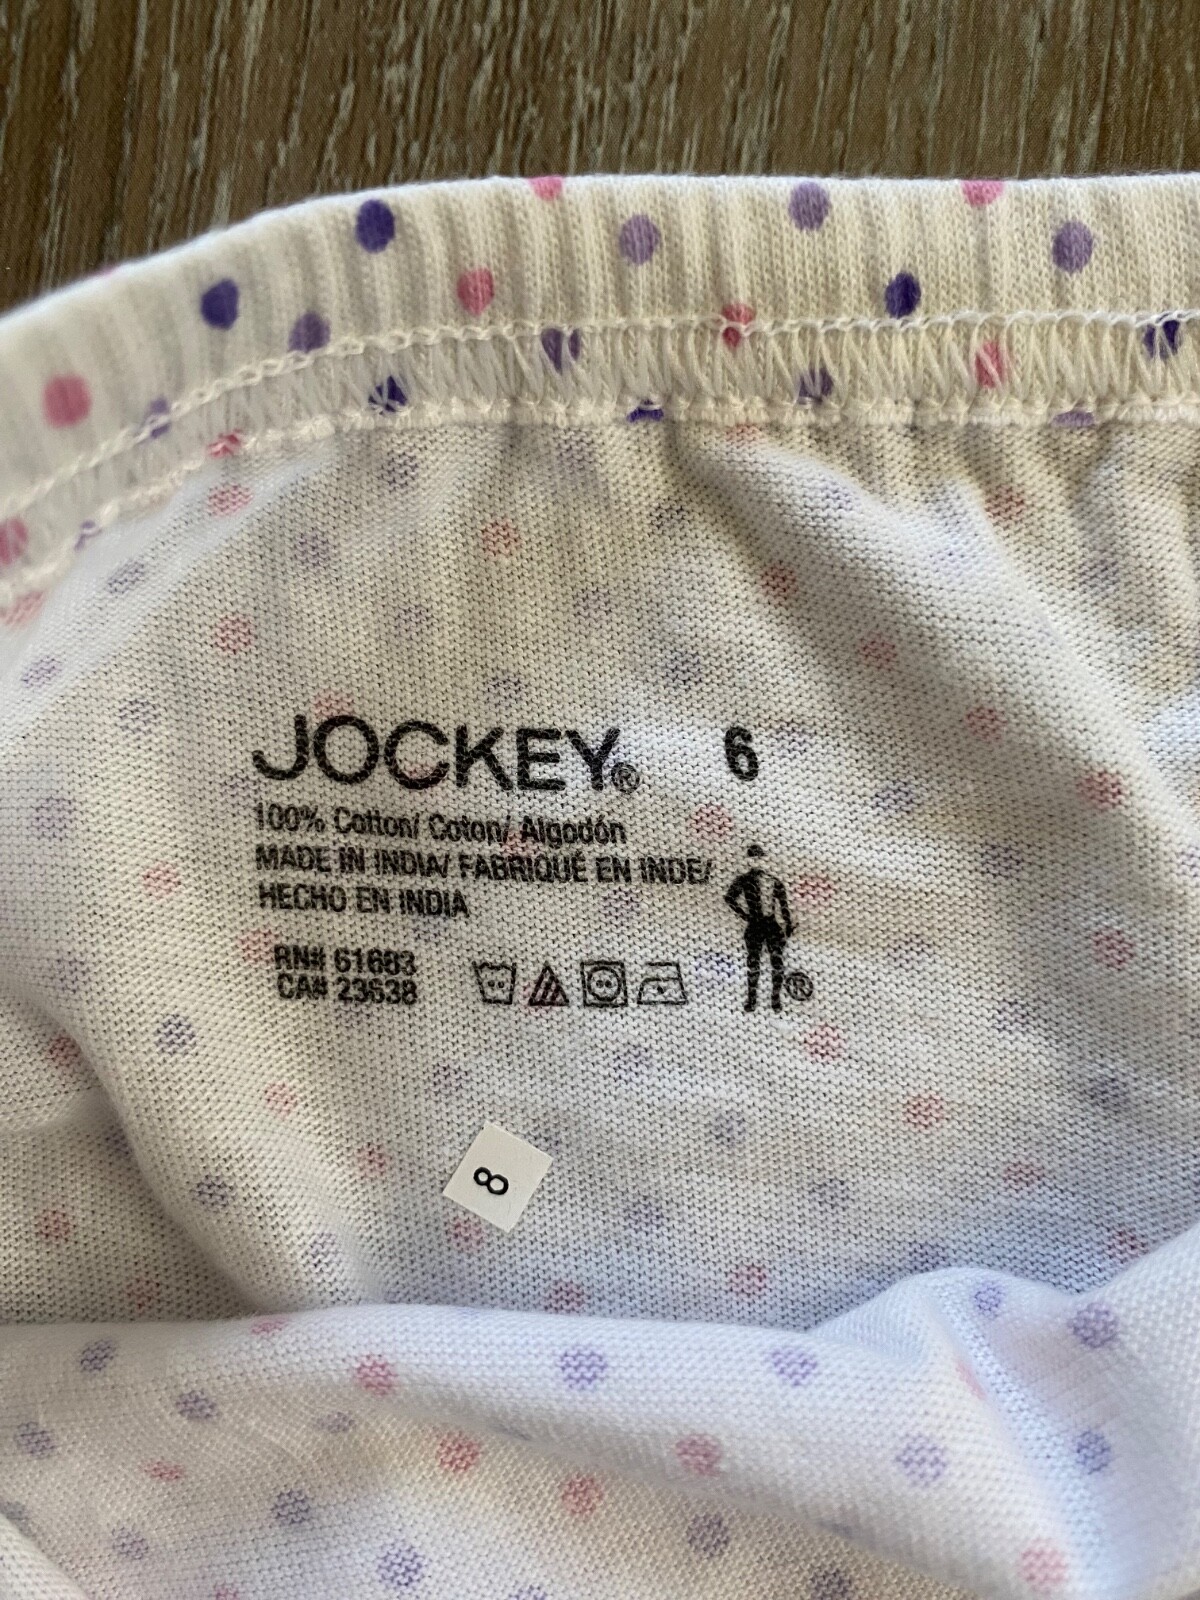 JOCKEY® 6
100% Cotton/ Coton/ Algodón
MADE IN INDIA/ FABRIQUÉ EN INDE/
HECHO EN INDIA
RN# 61683
CA# 23638
®
8